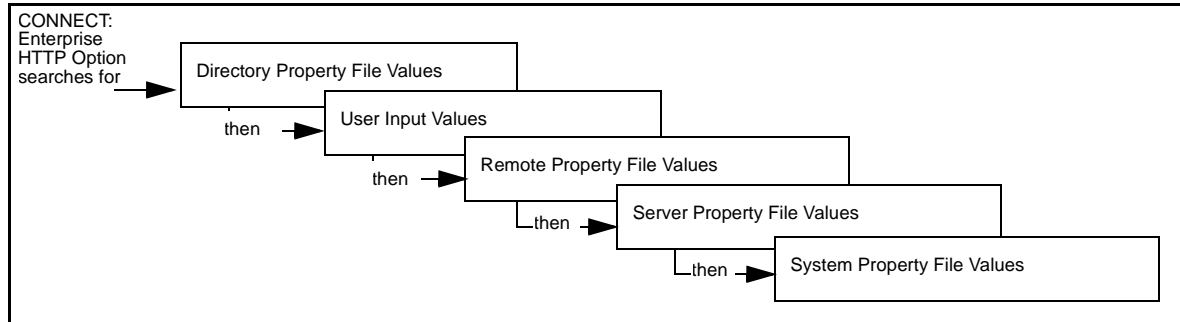 CONNECT:
Enterprise
HTTP Option
searches for
Directory Property File Values
then
User Input Values
then
Remote Property File Values
then
Server Property File Values
then
System Property File Values